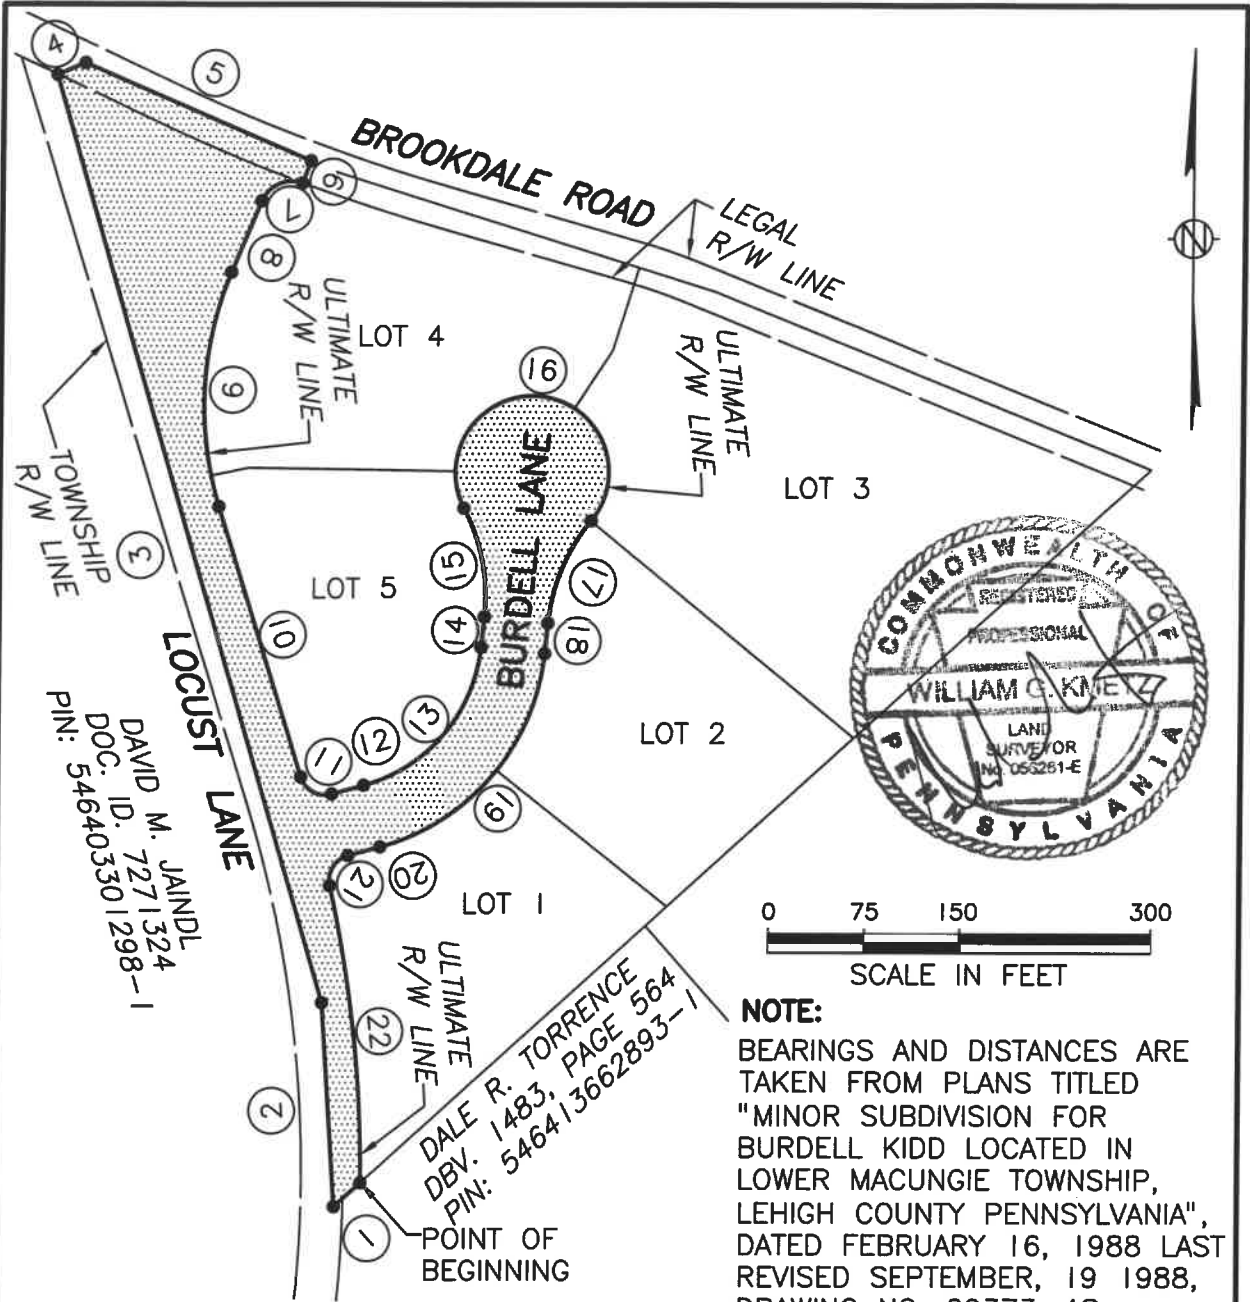 4
5
BROOKDALE ROAD
LEGAL
R/W LINE
6
7
8
ULTIMATE
R/W LINE
LOT 4
9
16
ULTIMATE
R/W LINE
LOT 3
N
TOWNSHIP
R/W LINE
3
LOT 5
10
15
14
BURDELL LANE
17
18
LOCUST LANE
11
12
13
LOT 2
19
DAVID M. JAINDL
DOC. ID. 7271324
PIN: 546403301298-1
20
21
LOT 1
ULTIMATE
R/W LINE
22
2
DALE R. TORRENCE
DBV. 1483, PAGE 564
PIN: 546413662893-1
1
POINT OF
BEGINNING
COMMONWEALTH OF
REGISTERED
PROFESSIONAL
WILLIAM G. KMETZ
LAND
SURVEYOR
No. 056261-E
PENNSYLVANIA
0 75 150 300
SCALE IN FEET
NOTE:
BEARINGS AND DISTANCES ARE
TAKEN FROM PLANS TITLED
"MINOR SUBDIVISION FOR
BURDELL KIDD LOCATED IN
LOWER MACUNGIE TOWNSHIP,
LEHIGH COUNTY PENNSYLVANIA",
DATED FEBRUARY 16, 1988 LAST
REVISED SEPTEMBER, 19 1988,